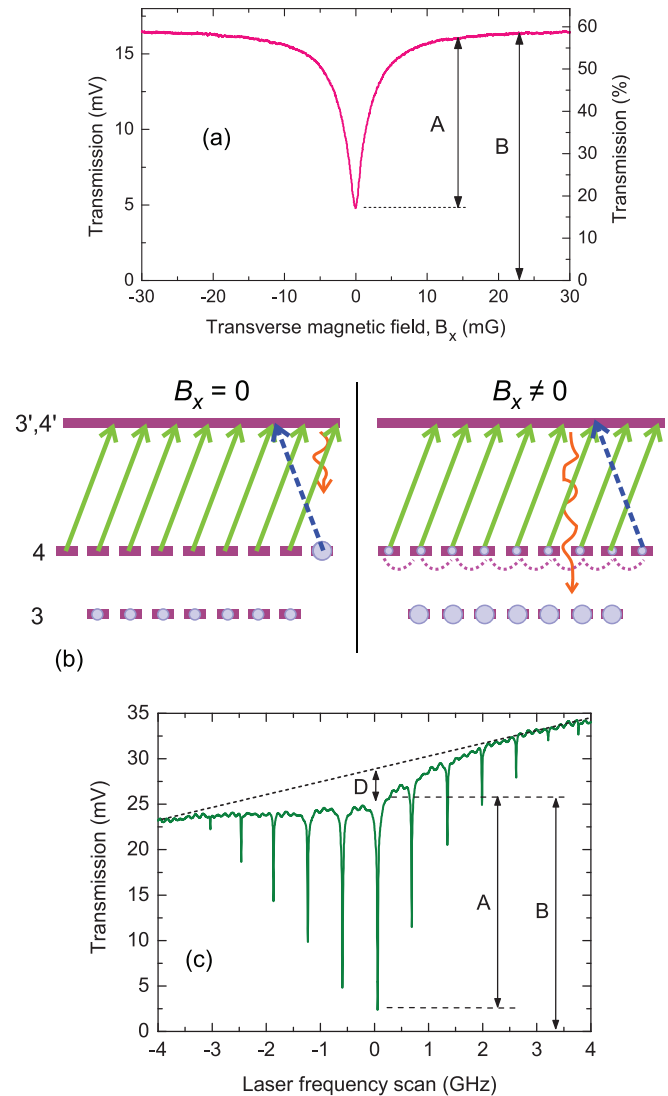 15
10
5
0
Transmission (mV)
(a)
A
B
60
50
40
30
20
10
0
Transmission (%)
-30 -20 -10 0 10 20 30
Transverse magnetic field, Bx (mG)
Bx = 0
Bx ≠ 0
3',4'
4
3
(b)
35
30
25
20
15
10
5
0
Transmission (mV)
D
A
B
(c)
-4 -3 -2 -1 0 1 2 3 4
Laser frequency scan (GHz)